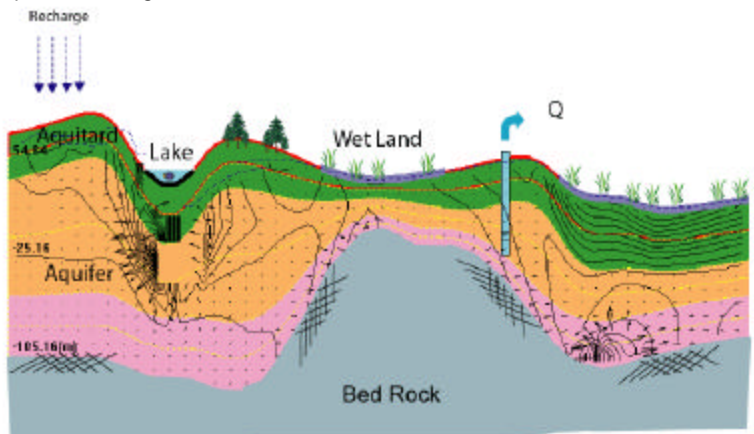 Recharge
Q
Aquitard
Wet Land
54.84
Lake
-25.16
Aquifer
-105.16(m)
Bed Rock